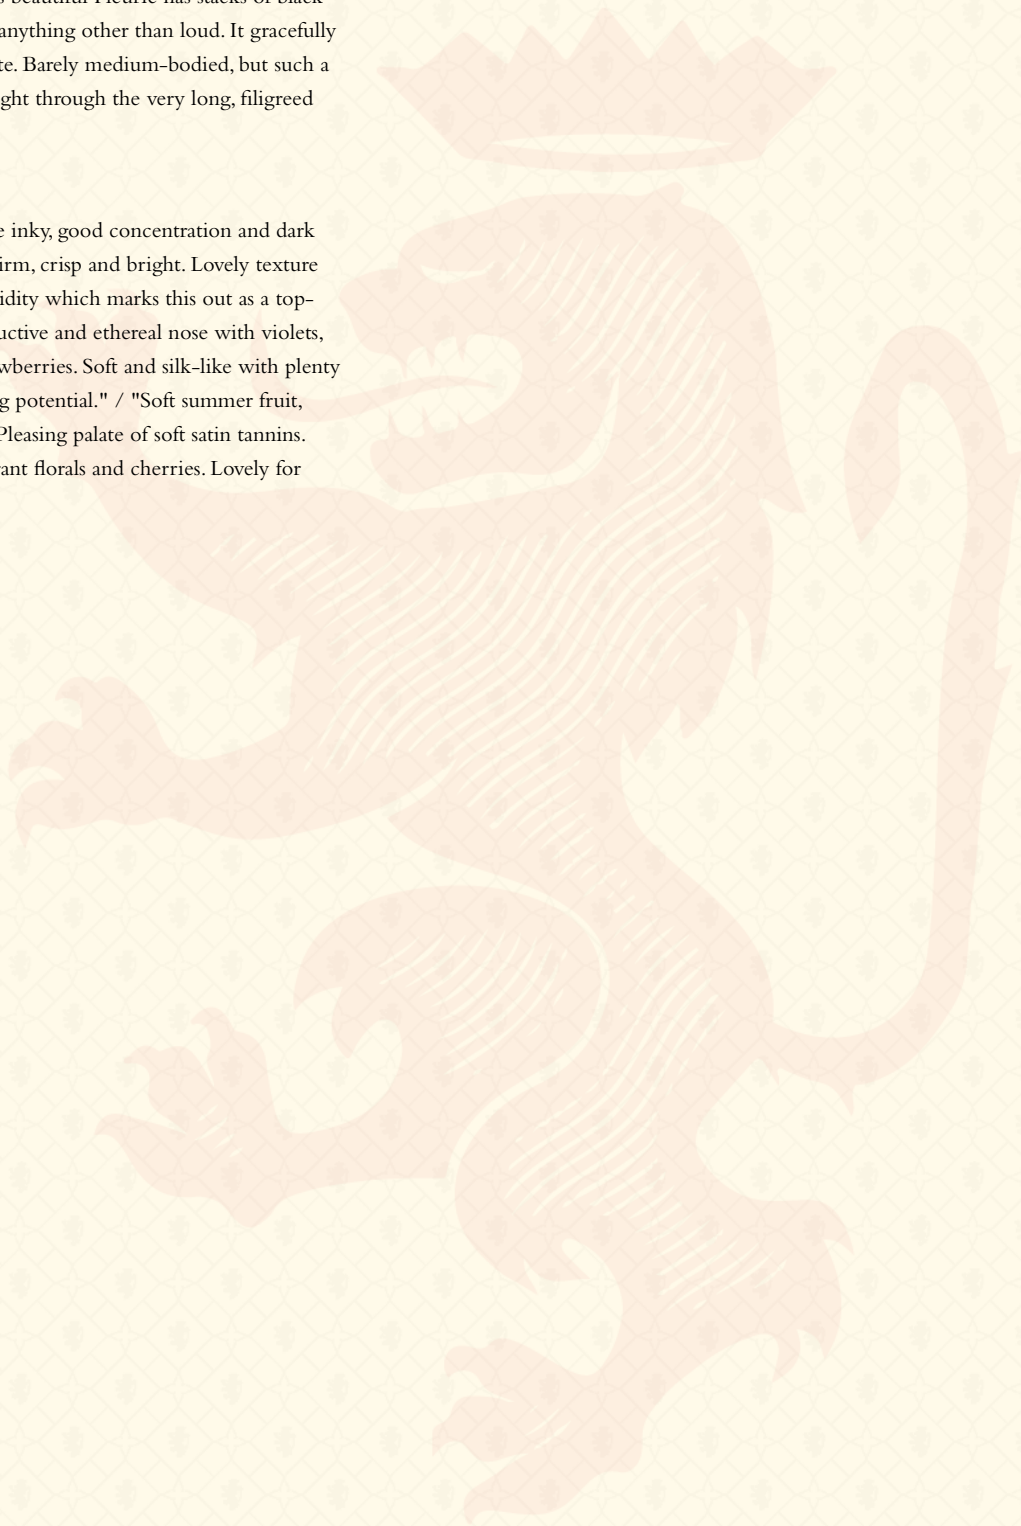 beautiful Fleurie has stacks of black
anything other than loud. It gracefully
te. Barely medium-bodied, but such a
ght through the very long, filigreed
e inky, good concentration and dark
irm, crisp and bright. Lovely texture
idity which marks this out as a top-
uctive and ethereal nose with violets,
wberries. Soft and silk-like with plenty
g potential." / "Soft summer fruit,
Pleasing palate of soft satin tannins.
rant florals and cherries. Lovely for